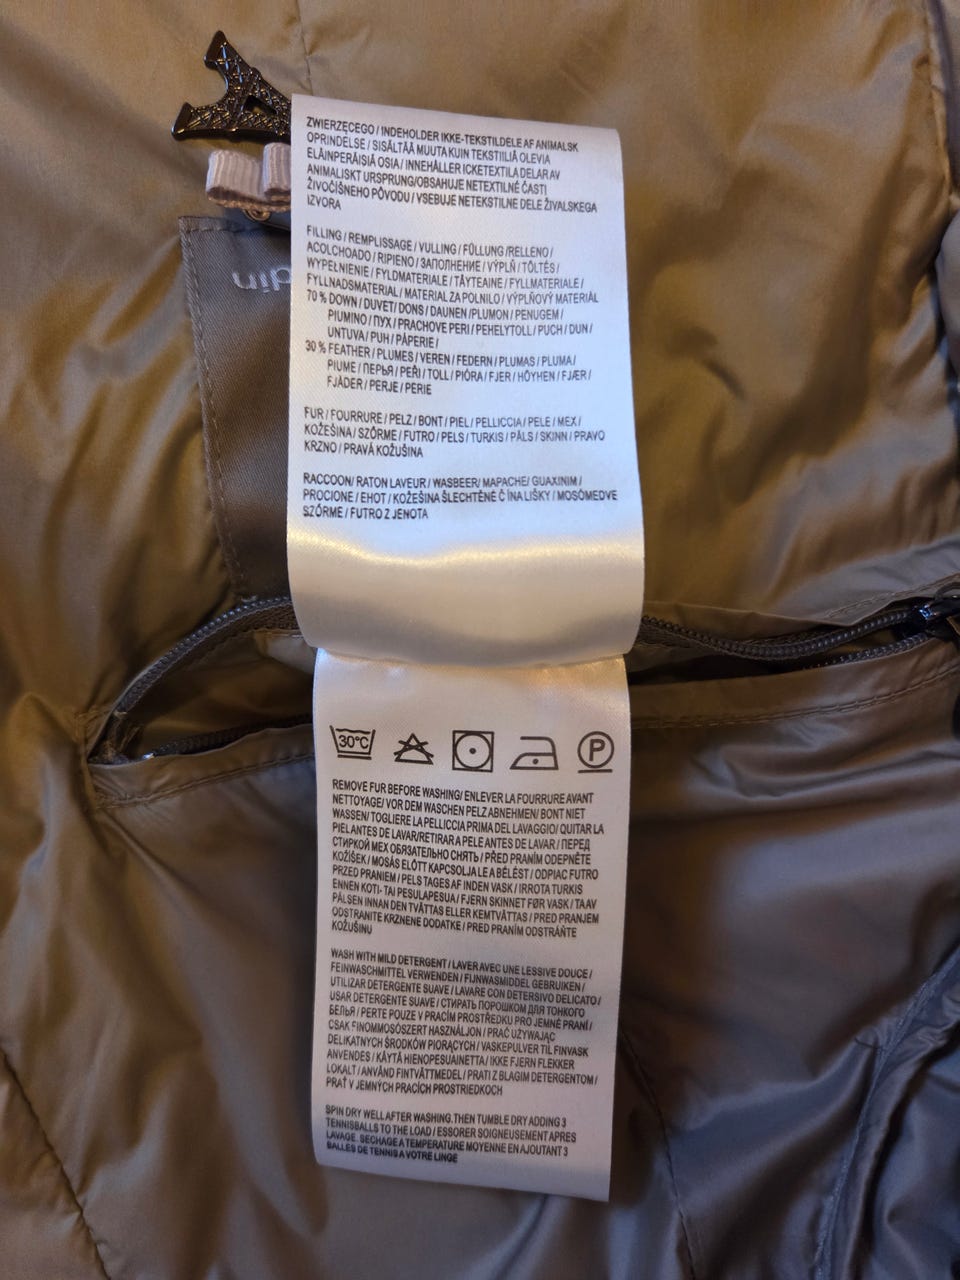 ZWIERZĘCEGO / INDEHOLDER IKKE-TEKSTILDELE AF ANIMALSK
OPRINDELSE / SISÄLTÄÄ MUUTA KUIN TEKSTIILIÄ OLEVIA
ELÄINPERÄISIÄ OSIA / INNEHÅLLER ICKETEXTILA DELAR AV
ANIMALISKT URSPRUNG/OBSAHUJE NETEXTILNÉ ČASTI
ŽIVOČÍŠNEHO PÔVODU / VSEBUJE NETEKSTILNE DELE ŽIVALSKEGA
IZVORA
FILLING / REMPLISSAGE / VULLING / FÜLLUNG /RELLENO /
ACOLCHOADO / RIPIENO / ЗАПОЛНЕНИЕ / VÝPLŇ / TÖLTÉS /
WYPEŁNIENIE / FYLDMATERIALE / TÄYTEAINE / FYLLMATERIALE /
FYLLNADSMATERIAL / MATERIAL ZA POLNILO / VÝPLŇOVÝ MATERIÁL
70 % DOWN / DUVET/ DONS / DAUNEN /PLUMON / PENUGEM /
PIUMINO / ПУХ / PRACHOVE PERI / PEHELYTOLL / PUCH / DUN /
UNTUVA / PUH / PÁPERIE /
30 % FEATHER / PLUMES / VEREN / FEDERN / PLUMAS / PLUMA /
PIUME / ПЕРЬЯ / PEŘI / TOLL / PIÓRA / FJER / HÖYHEN / FJÆR /
FJÄDER / PERJE / PERIE
FUR / FOURRURE / PELZ / BONT / PIEL / PELLICCIA / PELE / МЕХ /
KOŽEŠINA / SZŐRME / FUTRO / PELS / TURKIS / PÄLS / SKINN / PRAVO
KRZNO / PRAVÁ KOŽUŠINA
RACCOON/ RATON LAVEUR / WASBEER/ MAPACHE/ GUAXINIM /
PROCIONE / ЕНОТ / KOŽEŠINA ŠLECHTĚNÉ Č ÍNA LIŠKY / MOSÓMEDVE
SZŐRME / FUTRO Z JENOTA
din
30°C
P
REMOVE FUR BEFORE WASHING/ ENLEVER LA FOURRURE AVANT
NETTOYAGE/ VOR DEM WASCHEN PELZ ABNEHMEN/ BONT NIET
WASSEN/ TOGLIERE LA PELLICCIA PRIMA DEL LAVAGGIO/ QUITAR LA
PIEL ANTES DE LAVAR/RETIRAR A PELE ANTES DE LAVAR / ПЕРЕД
СТИРКОЙ МЕХ ОБЯЗАТЕЛЬНО СНЯТЬ / PŘED PRANÍM ODEPNĚTE
KOŽÍŠEK / MOSÁS ELŐTT KAPCSOLJA LE A BÉLÉST / ODPIAC FUTRO
PRZED PRANIEM / PELS TAGES AF INDEN VASK / IRROTA TURKIS
ENNEN KOTI- TAI PESULAPESUA / FJERN SKINNET FØR VASK / TA AV
PÄLSEN INNAN DEN TVÄTTAS ELLER KEMTVÄTTAS / PRED PRANJEM
ODSTRANITE KRZNENE DODATKE / PRED PRANÍM ODSTRÁŇTE
KOŽUŠINU
WASH WITH MILD DETERGENT / LAVER AVEC UNE LESSIVE DOUCE /
FEINWASCHMITTEL VERWENDEN / FIJNWASMIDDEL GEBRUIKEN /
UTILIZAR DETERGENTE SUAVE / LAVARE CON DETERSIVO DELICATO /
USAR DETERGENTE SUAVE / СТИРАТЬ ПОРОШКОМ ДЛЯ ТОНКОГО
БЕЛЬЯ / PERTE POUZE V PRACÍM PROSTŘEDKU PRO JEMNÉ PRANÍ /
CSAK FINOMMOSÓSZERT HASZNÁLJON / PRAĆ UŻYWAJĄC
DELIKATNYCH ŚRODKÓW PIORĄCYCH / VASKEPULVER TIL FINVASK
ANVENDES / KÄYTÄ HIENOPESUAINETTA / IKKE FJERN FLEKKER
LOKALT / ANVÄND FINTVÄTTMEDEL / PRATI Z BLAGIM DETERGENTOM /
PRAŤ V JEMNÝCH PRACÍCH PROSTRIEDKOCH
SPIN DRY WELL AFTER WASHING. THEN TUMBLE DRY ADDING 3
TENNISBALLS TO THE LOAD / ESSORER SOIGNEUSEMENT APRES
LAVAGE. SECHAGE A TEMPERATURE MOYENNE EN AJOUTANT 3
BALLES DE TENNIS A VOTRE LINGE